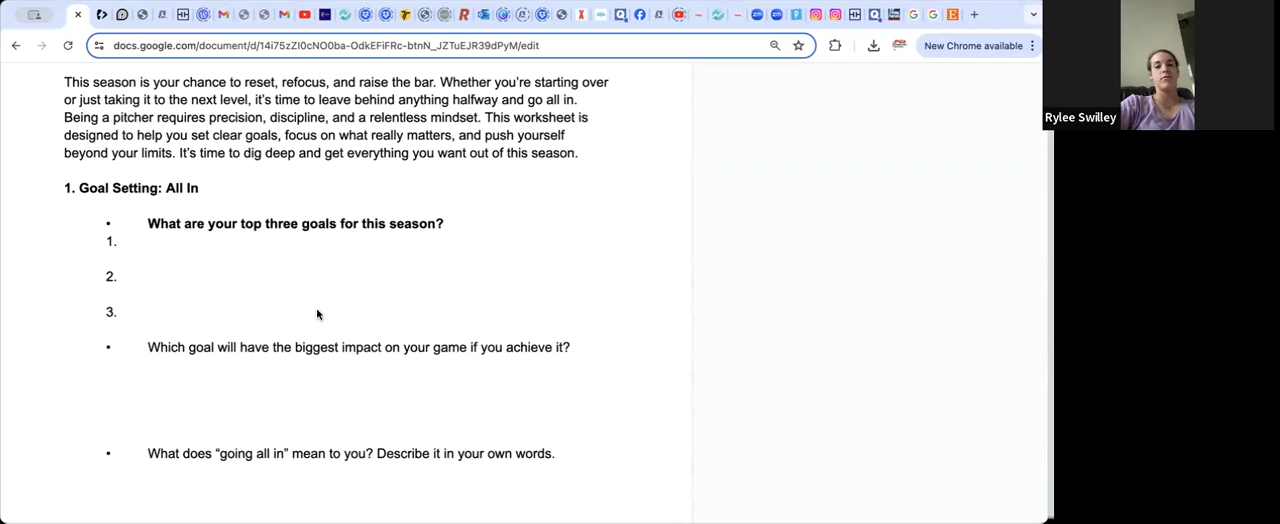 docs.google.com/document/d/14i75zZI0cNO0ba-OdkEFiFRc-btnN_JZTuEJR39dPyM/edit
New Chrome available
Rylee Swilley
This season is your chance to reset, refocus, and raise the bar. Whether you’re starting over
or just taking it to the next level, it’s time to leave behind anything halfway and go all in.
Being a pitcher requires precision, discipline, and a relentless mindset. This worksheet is
designed to help you set clear goals, focus on what really matters, and push yourself
beyond your limits. It’s time to dig deep and get everything you want out of this season.
1. Goal Setting: All In
• What are your top three goals for this season?
1.
2.
3.
• Which goal will have the biggest impact on your game if you achieve it?
• What does “going all in” mean to you? Describe it in your own words.